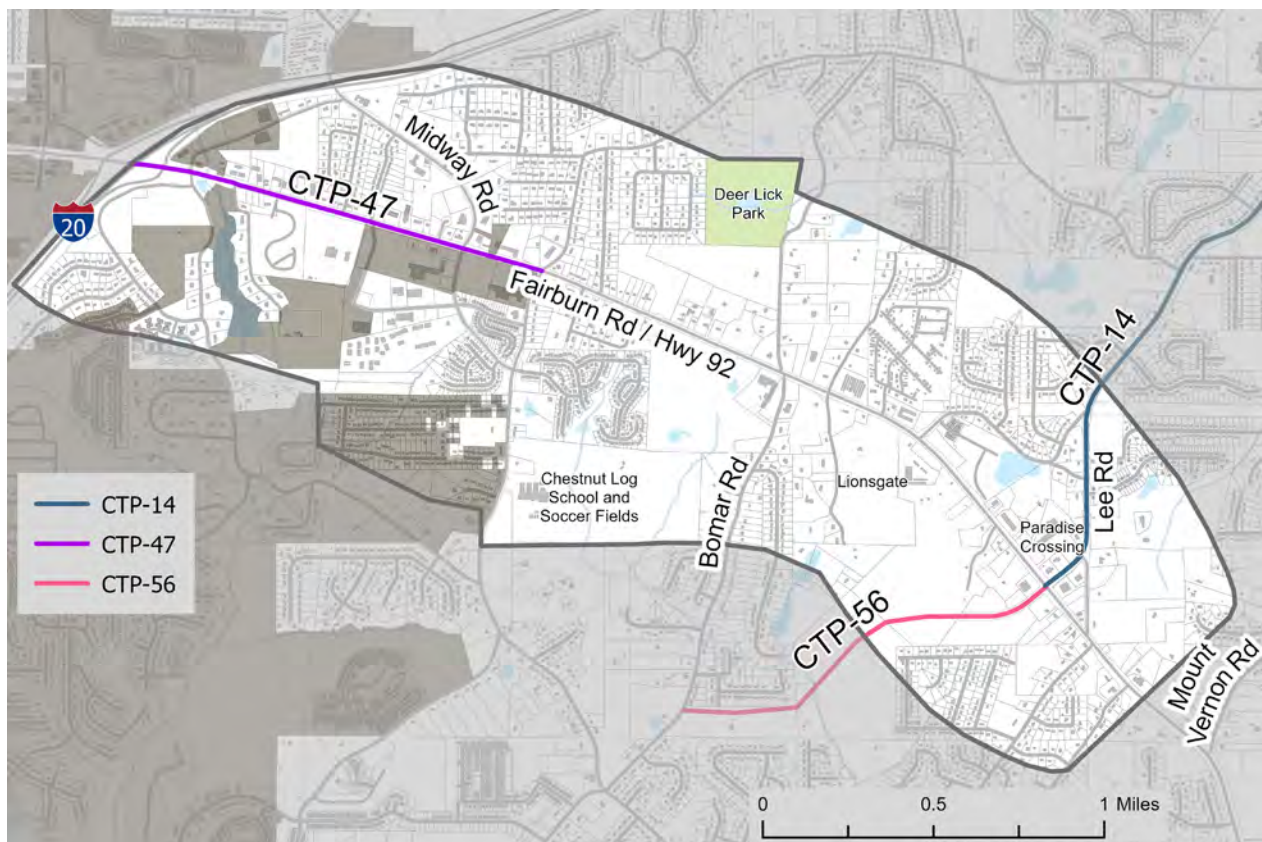 Midway Rd
CTP-47
Deer Lick
Park
20
Fairburn Rd / Hwy 92
CTP-14
Chestnut Log
School and
Soccer Fields
Bomar Rd
Lionsgate
Lee Rd
Paradise
Crossing
CTP-14
CTP-47
CTP-56
CTP-56
Mount
Vernon Rd
0 0.5 1 Miles